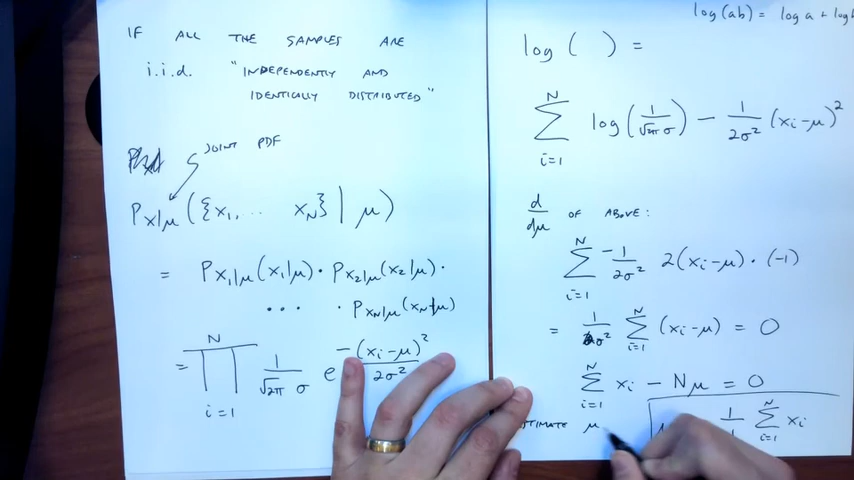 IF ALL THE SAMPLES ARE
i.i.d. "INDEPENDENTLY AND
IDENTICALLY DISTRIBUTED"
JOINT PDF
P_{X|μ}({x_1, ... x_N} | μ)
= P_{X_1|μ}(x_1|μ) · P_{X_2|μ}(x_2|μ) ·
... · P_{X_N|μ}(x_N|μ)
= ∏_{i=1}^{N} 1/(√2π σ) e^{-(x_i-μ)^2/2σ^2}
log(ab) = log a + log b
log( ) =
∑_{i=1}^{N} log(1/(√2π σ)) - 1/(2σ^2) (x_i-μ)^2
d/dμ OF ABOVE:
∑_{i=1}^{N} -1/(2σ^2) 2(x_i-μ)·(-1)
= 1/σ^2 ∑_{i=1}^{N} (x_i-μ) = 0
∑_{i=1}^{N} x_i - Nμ = 0
μ ∑_{i=1}^{N} x_i